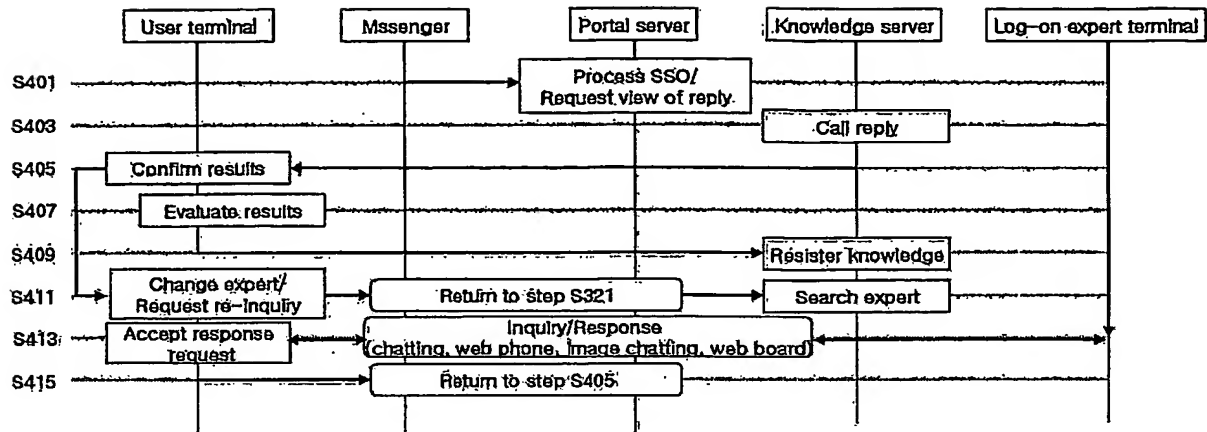 User terminal
Mssenger
Portal server
Knowledge server
Log-on expert terminal
S401
Process SSO/
Request view of reply
S403
Call reply
S405
Confirm results
S407
Evaluate results
S409
Resister knowledge
S411
Change expert/
Request re-inquiry
Return to step S321
Search expert
S413
Accept response
request
Inquiry/Response
(chatting, web phone, image chatting, web board)
S415
Return to step S405